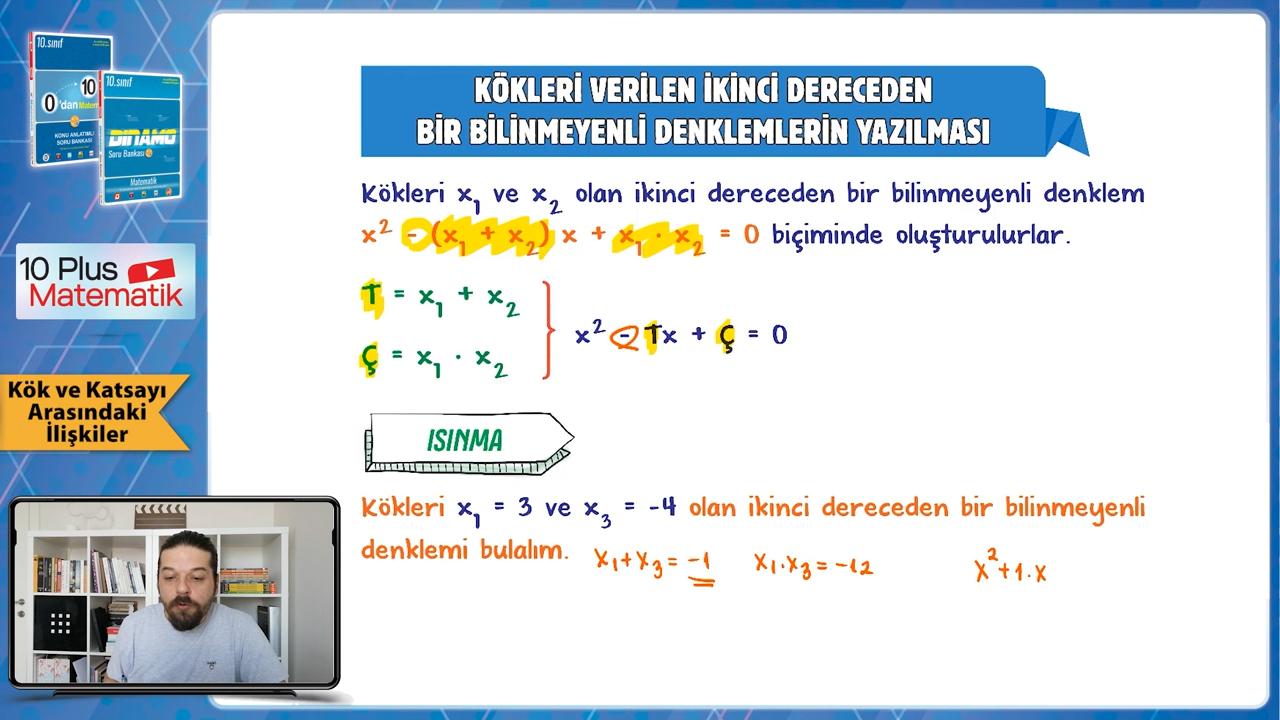 10.sınıf
10
0'dan Matem
KONU ANLATIMLI
SORU BANKASI
10.sınıf
DİNAMO
Soru Bankası
Matematik
10 Plus
Matematik
Kök ve Katsayı
Arasındaki
İlişkiler
KÖKLERİ VERİLEN İKİNCİ DERECEDEN
BİR BİLİNMEYENLİ DENKLEMLERİN YAZILMASI
Kökleri x₁ ve x₂ olan ikinci dereceden bir bilinmeyenli denklem
x² - (x₁ + x₂) x + x₁ · x₂ = 0 biçiminde oluşturulurlar.
T = x₁ + x₂
Ç = x₁ · x₂
x² - Tx + Ç = 0
ISINMA
Kökleri x₁ = 3 ve x₃ = -4 olan ikinci dereceden bir bilinmeyenli
denklemi bulalım. x₁+x₃ = -1 x₁·x₃ = -12 x²+1·x